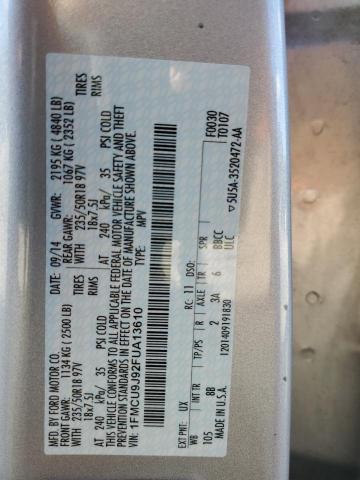 MFD. BY FORD MOTOR CO.
DATE: 09/14 GVWR: 2195 KG ( 4840 LB)
FRONT GAWR: 1134 KG ( 2500 LB) REAR GAWR: 1067 KG ( 2352 LB)
WITH 235/50R18 97V TIRES WITH 235/50R18 97V TIRES
18x7.5J RIMS 18x7.5J RIMS
AT 240 kPa/ 35 PSI COLD AT 240 kPa/ 35 PSI COLD
THIS VEHICLE CONFORMS TO ALL APPLICABLE FEDERAL MOTOR VEHICLE SAFETY AND THEFT
PREVENTION STANDARDS IN EFFECT ON THE DATE OF MANUFACTURE SHOWN ABOVE.
VIN: 1FMCU9J92FUA13610
TYPE: MPV
F0030
T0107
EXT PNT: UX RC: 11 DSO:
WB TP/PS R AXLE TR SPR
105 8B 2 3A 6 BBCC
1201409191830 ULC
MADE IN U.S.A.
▽5U5A-3520472-AA